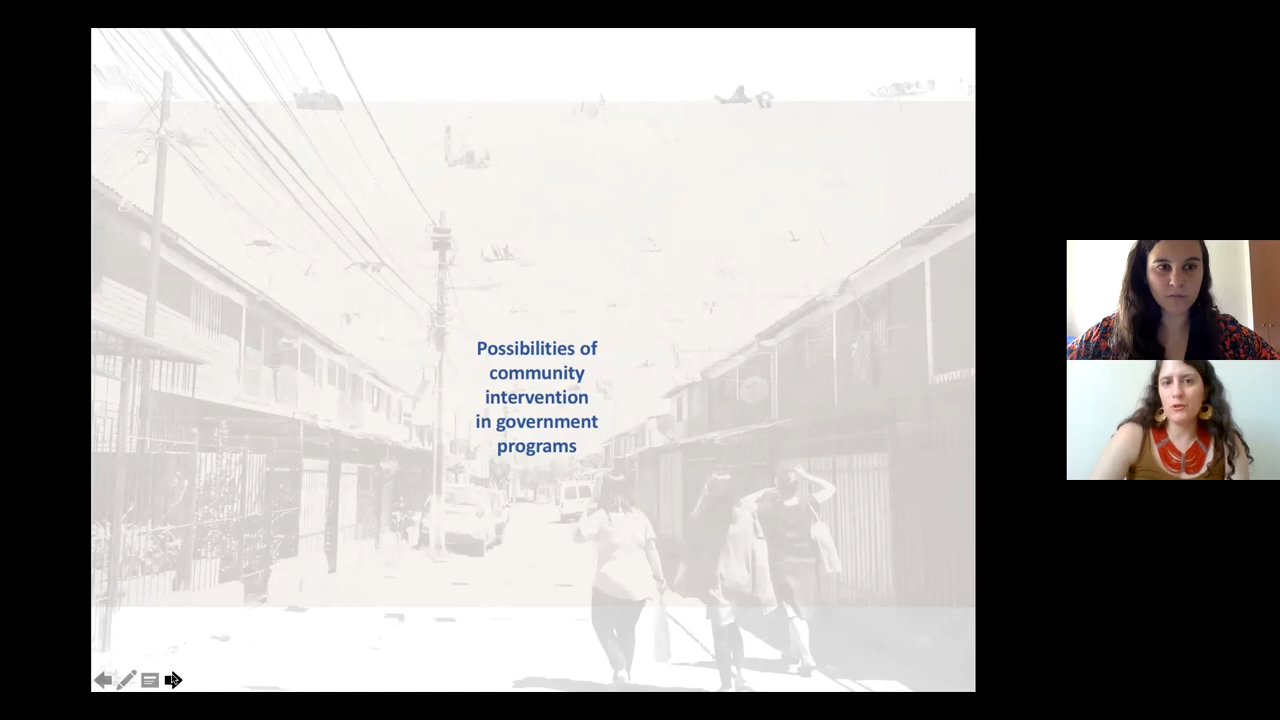 Possibilities of
community
intervention
in government
programs